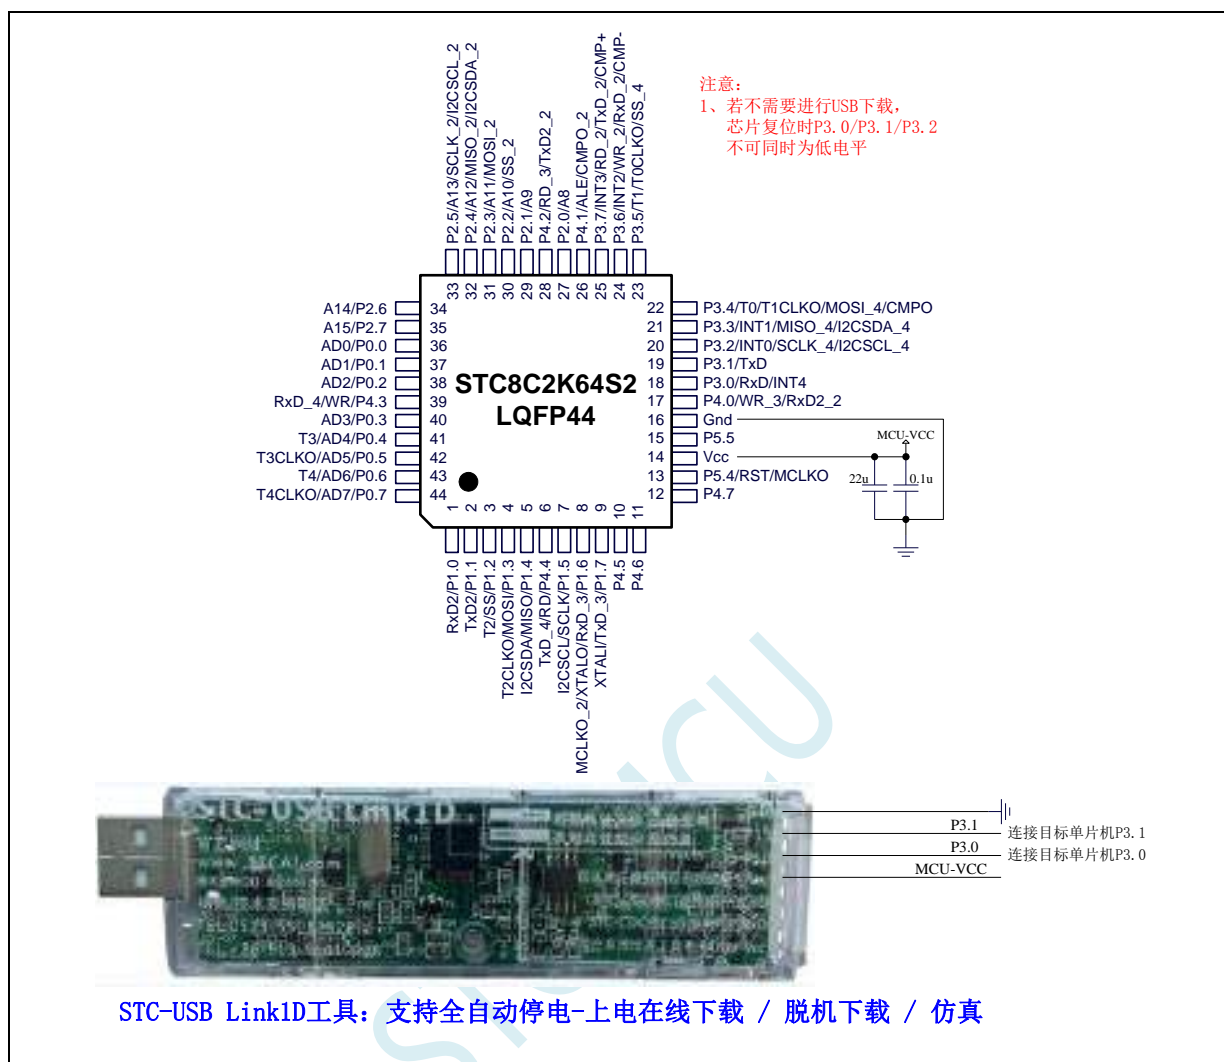 P2.5/A13/SCLK_2/I2CSCL_2
P2.4/A12/MISO_2/I2CSDA_2
P2.3/A11/MOSI_2
P2.2/A10/SS_2
P2.1/A9
P4.2/RD_3/TxD2_2
P2.0/A8
P4.1/ALE/CMPO_2
P3.7/INT3/RD_2/TxD_2/CMP+
P3.6/INT2/WR_2/RxD_2/CMP-
P3.5/T1/T0CLKO/SS_4
注意:
1、若不需要进行USB下载,
芯片复位时P3.0/P3.1/P3.2
不可同时为低电平
33 32 31 30 29 28 27 26 25 24 23
A14/P2.6 34
A15/P2.7 35
AD0/P0.0 36
AD1/P0.1 37
AD2/P0.2 38
RxD_4/WR/P4.3 39
AD3/P0.3 40
T3/AD4/P0.4 41
T3CLKO/AD5/P0.5 42
T4/AD6/P0.6 43
T4CLKO/AD7/P0.7 44
STC8C2K64S2
LQFP44
22 P3.4/T0/T1CLKO/MOSI_4/CMPO
21 P3.3/INT1/MISO_4/I2CSDA_4
20 P3.2/INT0/SCLK_4/I2CSCL_4
19 P3.1/TxD
18 P3.0/RxD/INT4
17 P4.0/WR_3/RxD2_2
16 Gnd
15 P5.5
14 Vcc
13 P5.4/RST/MCLKO
12 P4.7
MCU-VCC
22u
0.1u
1 2 3 4 5 6 7 8 9 10 11
RxD2/P1.0
TxD2/P1.1
T2/SS/P1.2
T2CLKO/MOSI/P1.3
I2CSDA/MISO/P1.4
TxD_4/RD/P4.4
I2CSCL/SCLK/P1.5
MCLKO_2/XTALO/RxD_3/P1.6
XTALI/TxD_3/P1.7
P4.5
P4.6
STC-USB Link1D
P3.1 连接目标单片机P3.1
P3.0 连接目标单片机P3.0
MCU-VCC
STC-USB Link1D工具: 支持全自动停电-上电在线下载 / 脱机下载 / 仿真